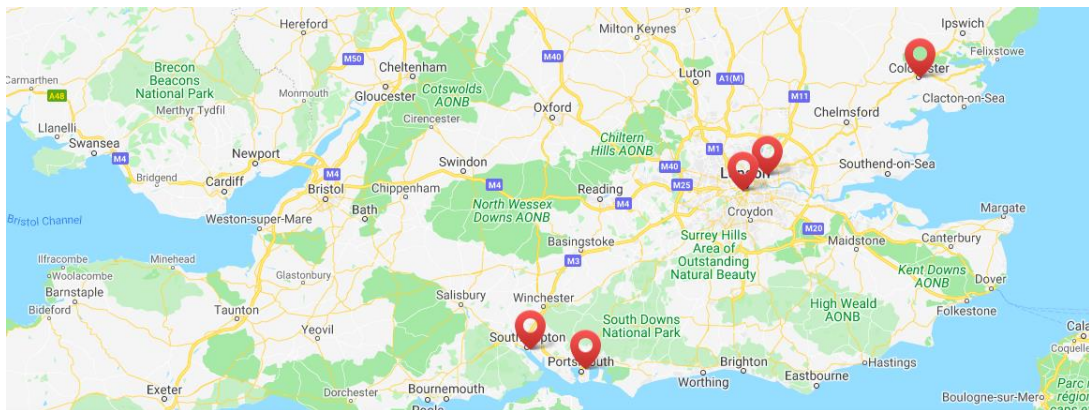 Hereford
Milton Keynes
Ipswich
M40
M50
Felixstowe
Carmarthen
Brecon
Beacons
National Park
Cheltenham
Luton
A1(M)
Colchester
A48
Monmouth
Gloucester
Cotswolds
AONB
M11
Clacton-on-Sea
Merthyr Tydfil
Oxford
Chelmsford
Cirencester
Llanelli
Swansea
Chiltern
Hills AONB
M1
M4
Newport
Swindon
M40
London
Southend-on-Sea
Bridgend
M4
Cardiff
Bristol
Chippenham
M4
Reading
M25
M4
North Wessex
Downs AONB
Bath
Croydon
Margate
Bristol Channel
Weston-super-Mare
M20
Basingstoke
Surrey Hills
Area of
Outstanding
Natural Beauty
Maidstone
Canterbury
Ilfracombe
Minehead
M3
Woolacombe
Glastonbury
Kent Downs
AONB
Dover
Barnstaple
Salisbury
Winchester
High Weald
AONB
Bideford
Taunton
Folkestone
South Downs
National Park
Yeovil
Southampton
Cala
Coquelle
Portsmouth
Brighton
Hastings
Worthing
Eastbourne
Exeter
Dorchester
Bournemouth
Boulogne-sur-Mer
Parc
régio